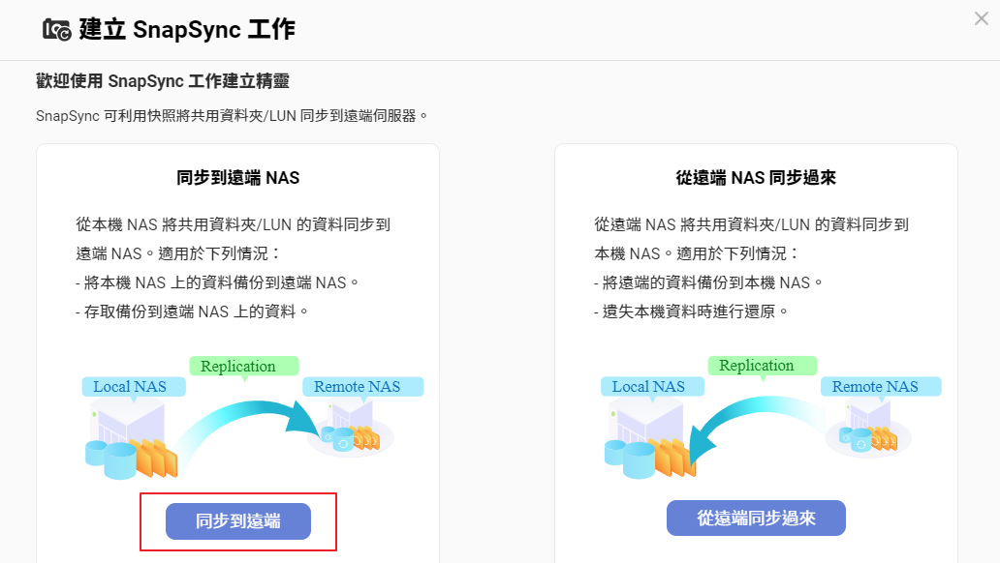 建立 SnapSync 工作
歡迎使用 SnapSync 工作建立精靈
SnapSync 可利用快照將共用資料夾/LUN 同步到遠端伺服器。
同步到遠端 NAS
從本機 NAS 將共用資料夾/LUN 的資料同步到
遠端 NAS。適用於下列情況：
- 將本機 NAS 上的資料備份到遠端 NAS。
- 存取備份到遠端 NAS 上的資料。
Replication
Local NAS
Remote NAS
同步到遠端
從遠端 NAS 同步過來
從遠端 NAS 將共用資料夾/LUN 的資料同步到
本機 NAS。適用於下列情況：
- 將遠端的資料備份到本機 NAS。
- 遺失本機資料時進行還原。
Replication
Local NAS
Remote NAS
從遠端同步過來